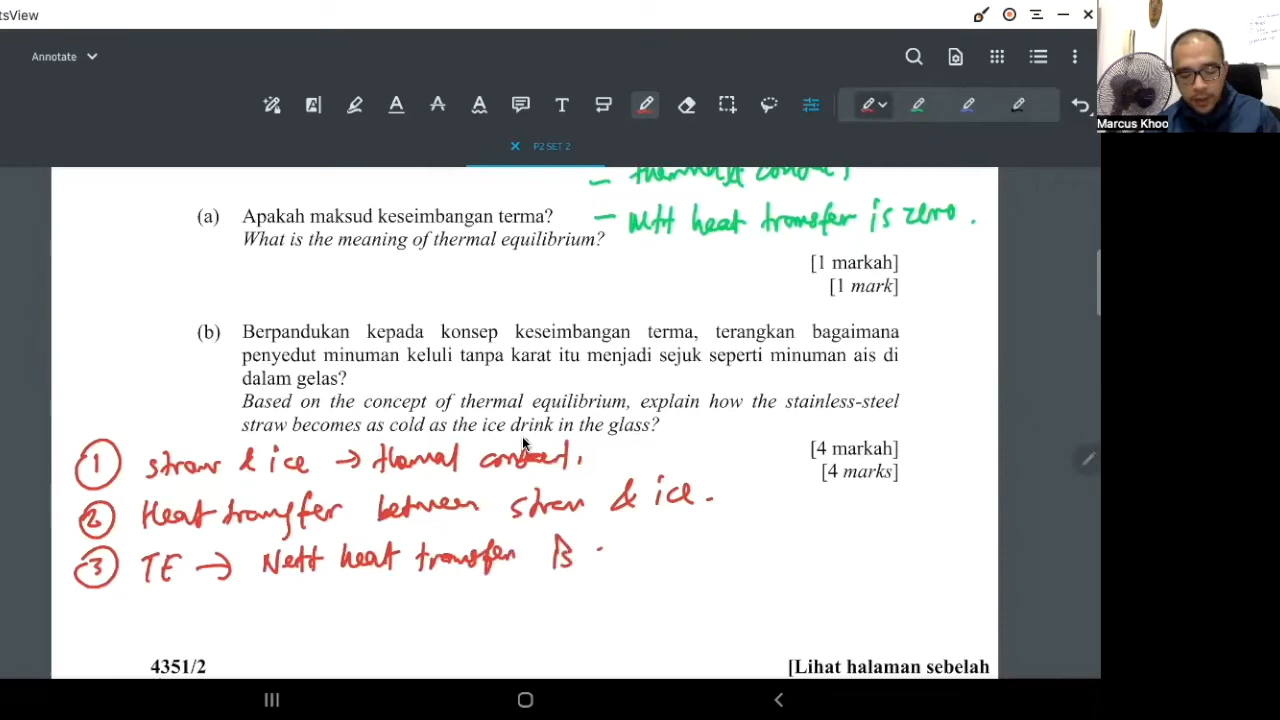 tsView
Annotate
Marcus Khoo
P2 SET 2
- thermal contact
(a) Apakah maksud keseimbangan terma? - Nett heat transfer is zero.
What is the meaning of thermal equilibrium?
[1 markah]
[1 mark]
(b) Berpandukan kepada konsep keseimbangan terma, terangkan bagaimana
penyedut minuman keluli tanpa karat itu menjadi sejuk seperti minuman ais di
dalam gelas?
Based on the concept of thermal equilibrium, explain how the stainless-steel
straw becomes as cold as the ice drink in the glass?
[4 markah]
[4 marks]
① straw & ice → thermal contact.
② Heat transfer between straw & ice.
③ TE → Nett heat transfer is
4351/2 [Lihat halaman sebelah